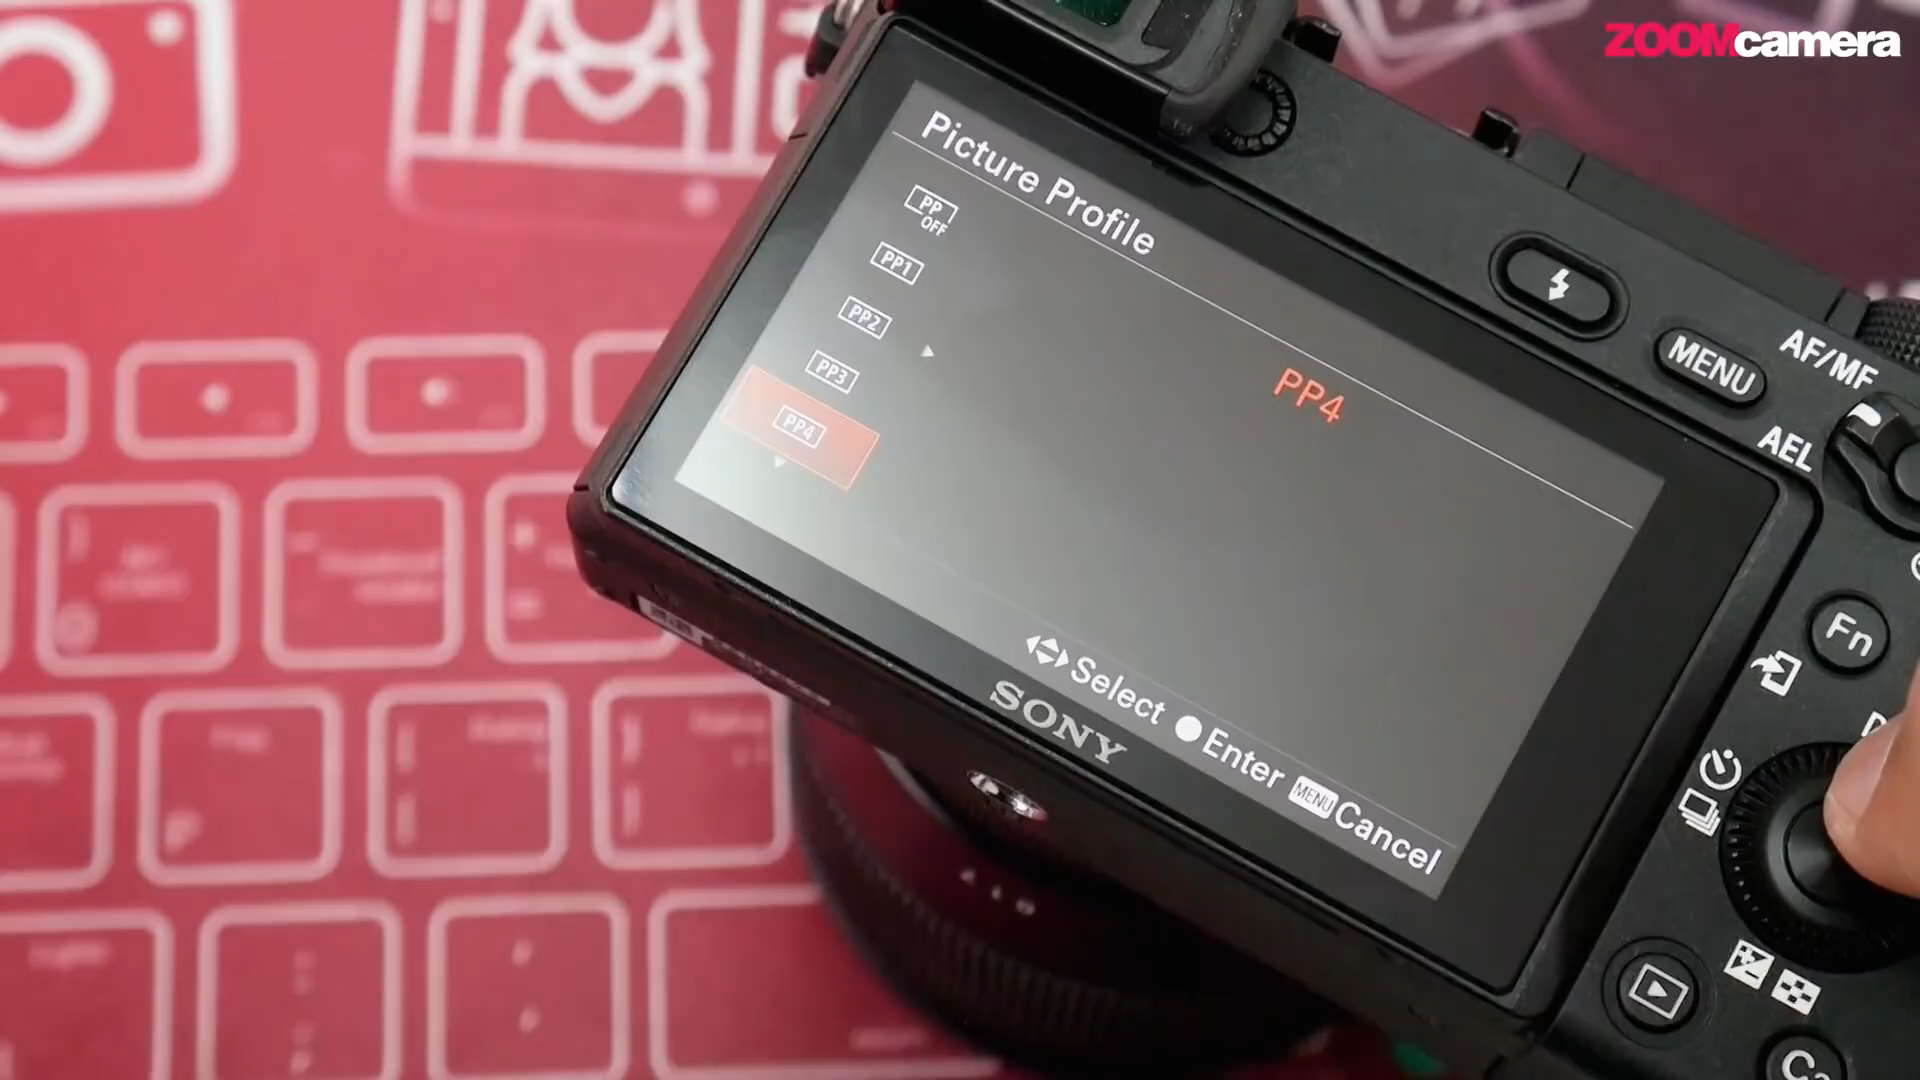 ZOOMcamera
Picture Profile
PP
OFF
PP1
PP2
PP3
PP4
PP4
Select Enter MENU Cancel
SONY
MENU
AF/MF
AEL
Fn